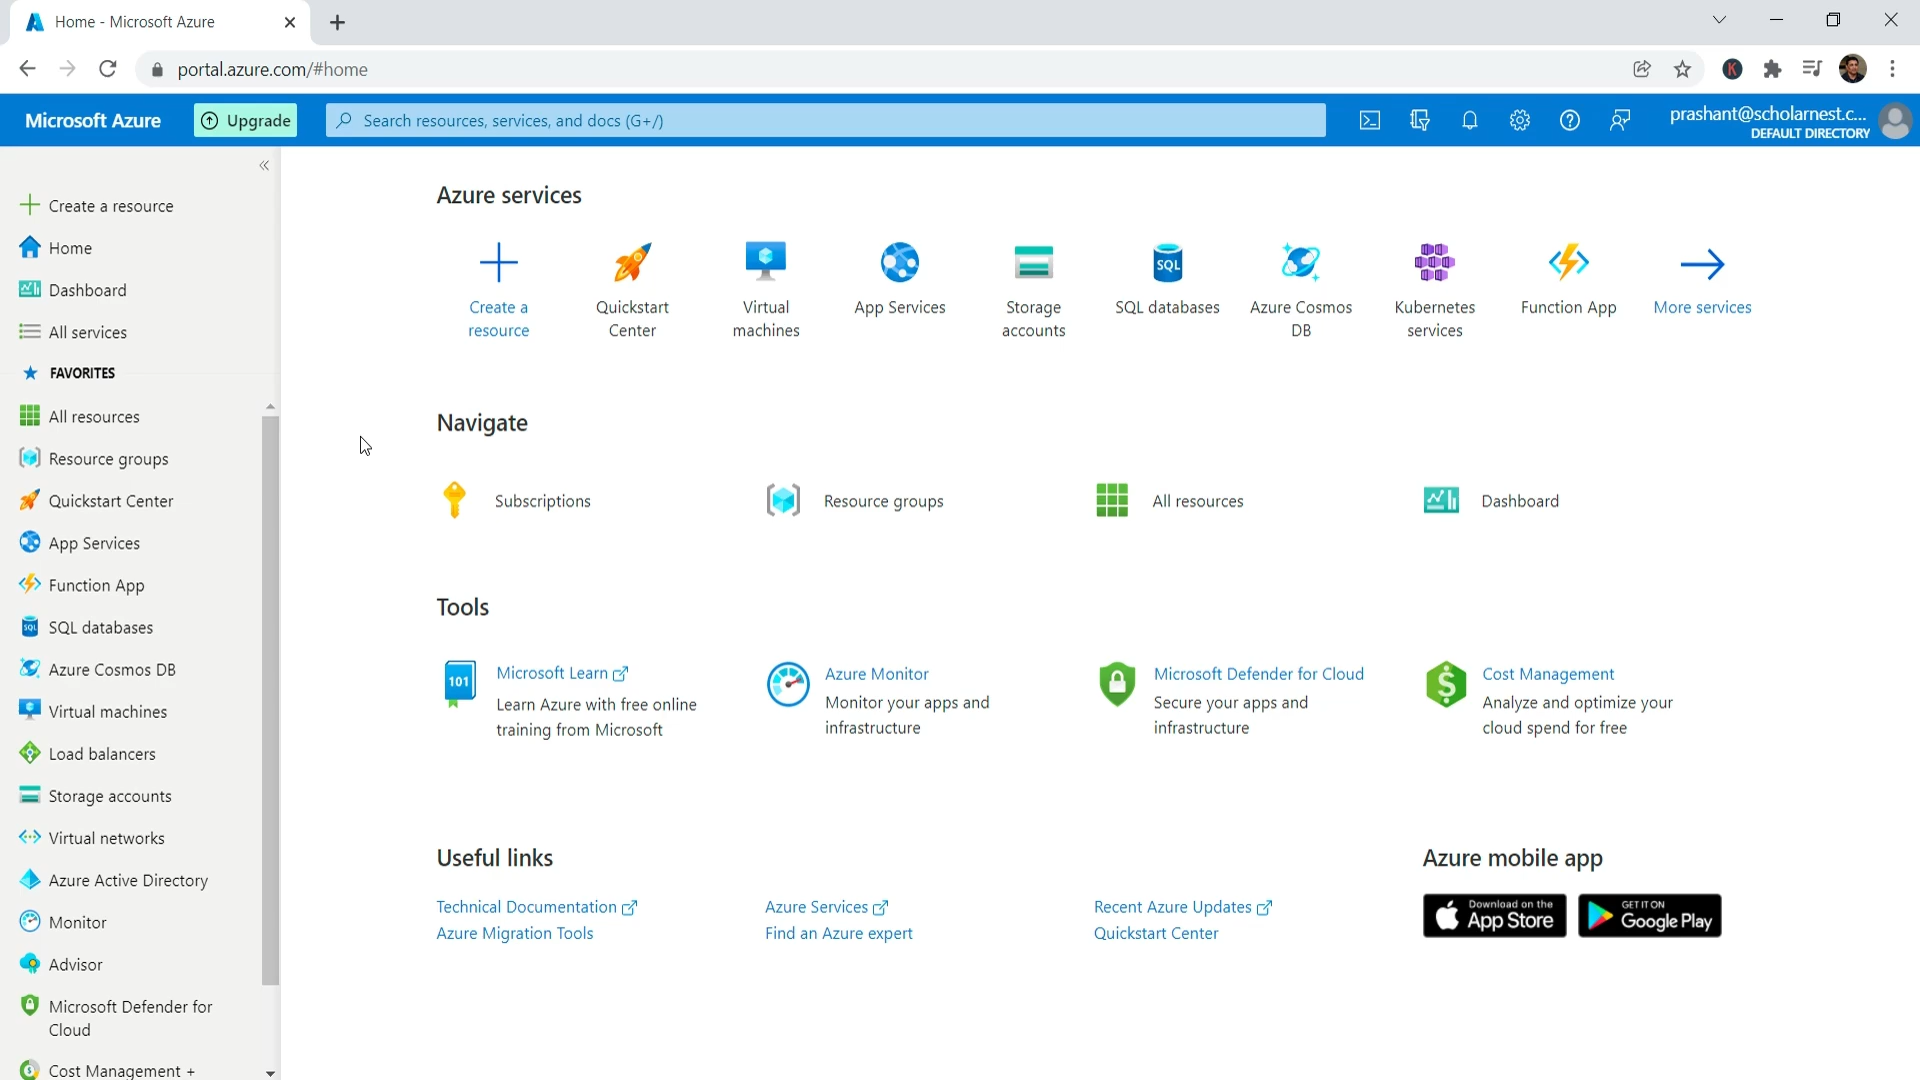 Home - Microsoft Azure
portal.azure.com/#home
K
Microsoft Azure
Upgrade
Search resources, services, and docs (G+/)
prashant@scholarnest.c...
DEFAULT DIRECTORY
Create a resource
Home
Dashboard
All services
FAVORITES
All resources
Resource groups
Quickstart Center
App Services
Function App
SQL databases
Azure Cosmos DB
Virtual machines
Load balancers
Storage accounts
Virtual networks
Azure Active Directory
Monitor
Advisor
Microsoft Defender for
Cloud
Cost Management +
Azure services
Create a
resource
Quickstart
Center
Virtual
machines
App Services
Storage
accounts
SQL
SQL databases
Azure Cosmos
DB
Kubernetes
services
Function App
More services
Navigate
Subscriptions
Resource groups
All resources
Dashboard
Tools
101
Microsoft Learn
Learn Azure with free online
training from Microsoft
Azure Monitor
Monitor your apps and
infrastructure
Microsoft Defender for Cloud
Secure your apps and
infrastructure
Cost Management
Analyze and optimize your
cloud spend for free
Useful links
Technical Documentation
Azure Migration Tools
Azure Services
Find an Azure expert
Recent Azure Updates
Quickstart Center
Azure mobile app
Download on the
App Store
GET IT ON
Google Play